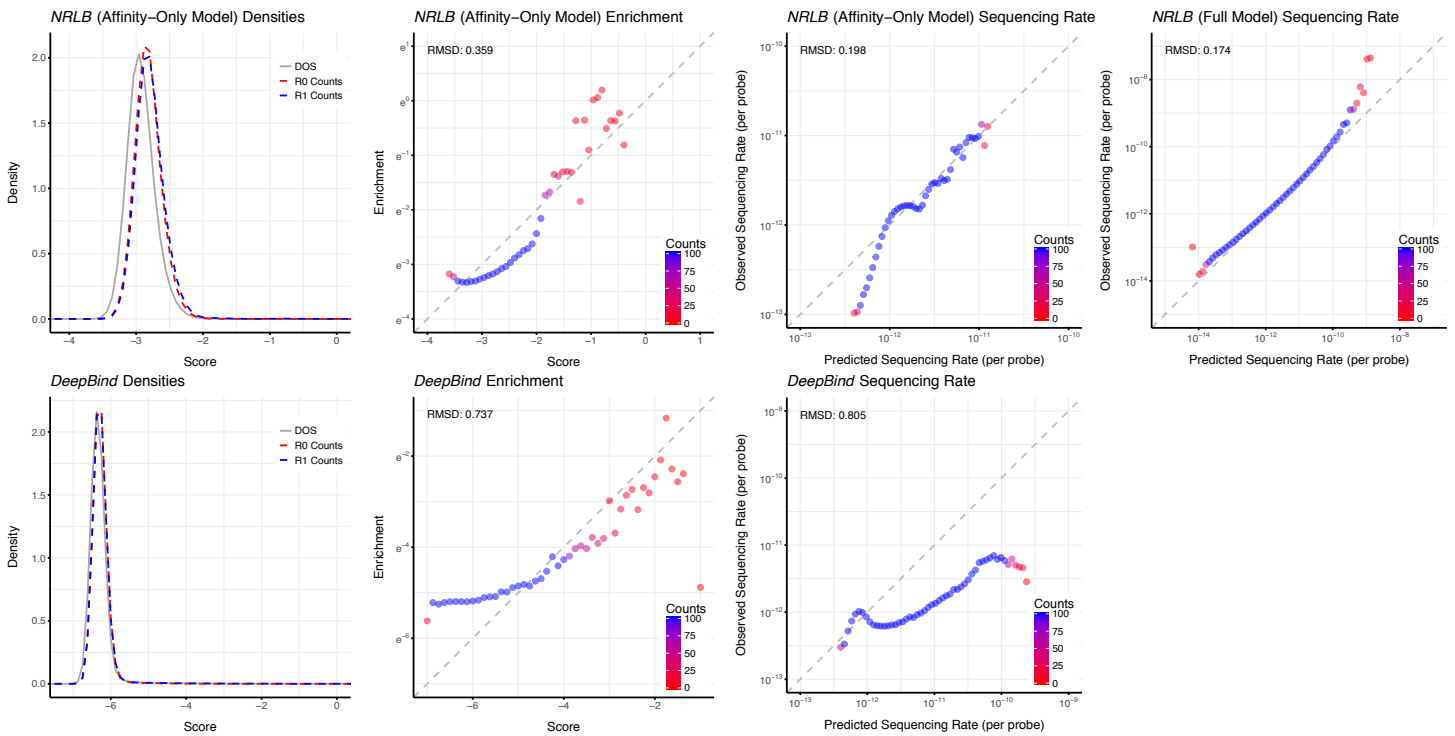 NRLB (Affinity−Only Model) Densities
2.0
1.5
1.0
0.5
0.0
Density
DOS
R0 Counts
R1 Counts
−4
−3
−2
−1
0
Score
NRLB (Affinity−Only Model) Enrichment
RMSD: 0.359
e^1
e^0
e^−1
e^−2
e^−3
e^−4
Enrichment
Counts
100
75
50
25
0
−4
−3
−2
−1
0
1
Score
NRLB (Affinity−Only Model) Sequencing Rate
RMSD: 0.198
10^−10
10^−11
10^−12
10^−13
Observed Sequencing Rate (per probe)
Counts
100
75
50
25
0
10^−13
10^−12
10^−11
10^−10
Predicted Sequencing Rate (per probe)
NRLB (Full Model) Sequencing Rate
RMSD: 0.174
10^−8
10^−10
10^−12
10^−14
Observed Sequencing Rate (per probe)
Counts
100
75
50
25
0
10^−14
10^−12
10^−10
10^−8
Predicted Sequencing Rate (per probe)
DeepBind Densities
2.0
1.5
1.0
0.5
0.0
Density
DOS
R0 Counts
R1 Counts
−6
−4
−2
0
Score
DeepBind Enrichment
RMSD: 0.737
e^−2
e^−4
e^−6
Enrichment
Counts
100
75
50
25
0
−6
−4
−2
Score
DeepBind Sequencing Rate
RMSD: 0.805
10^−9
10^−10
10^−11
10^−12
10^−13
Observed Sequencing Rate (per probe)
Counts
100
75
50
25
0
10^−13
10^−12
10^−11
10^−10
10^−9
Predicted Sequencing Rate (per probe)